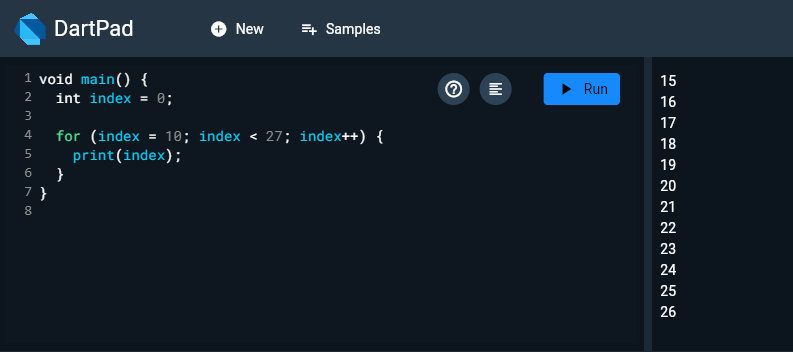 DartPad
New
Samples
1 void main() {
2   int index = 0;
3
4   for (index = 10; index < 27; index++) {
5     print(index);
6   }
7 }
8
Run
15
16
17
18
19
20
21
22
23
24
25
26